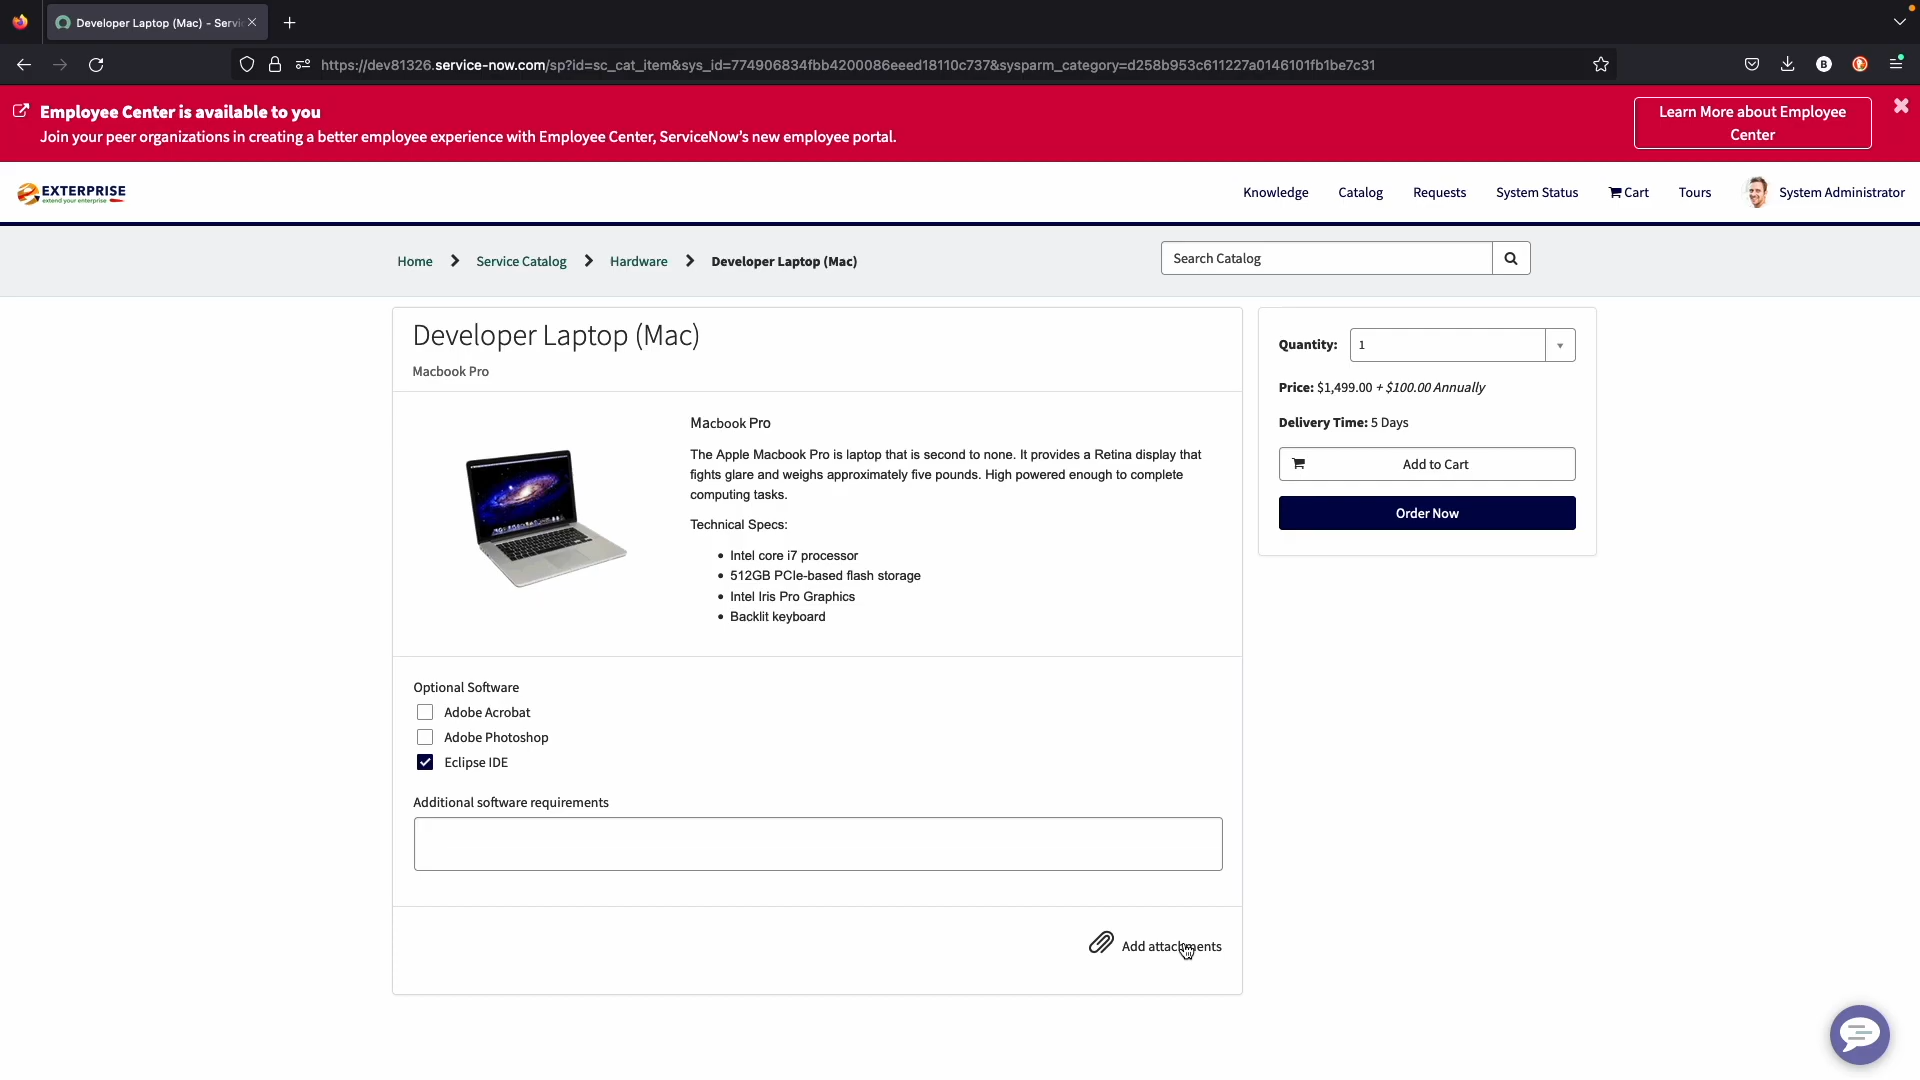 Developer Laptop (Mac) - Servi
https://dev81326.service-now.com/sp?id=sc_cat_item&sys_id=774906834fbb4200086eeed18110c737&sysparm_category=d258b953c611227a0146101fb1be7c31
B
Employee Center is available to you
Join your peer organizations in creating a better employee experience with Employee Center, ServiceNow's new employee portal.
Learn More about Employee
Center
EXTERPRISE
extend your enterprise
Knowledge
Catalog
Requests
System Status
Cart
Tours
System Administrator
Home
Service Catalog
Hardware
Developer Laptop (Mac)
Search Catalog
Developer Laptop (Mac)
Macbook Pro
Macbook Pro
The Apple Macbook Pro is laptop that is second to none. It provides a Retina display that
fights glare and weighs approximately five pounds. High powered enough to complete
computing tasks.
Technical Specs:
Intel core i7 processor
512GB PCIe-based flash storage
Intel Iris Pro Graphics
Backlit keyboard
Optional Software
Adobe Acrobat
Adobe Photoshop
Eclipse IDE
Additional software requirements
Add attachments
Quantity: 1
Price: $1,499.00 + $100.00 Annually
Delivery Time: 5 Days
Add to Cart
Order Now